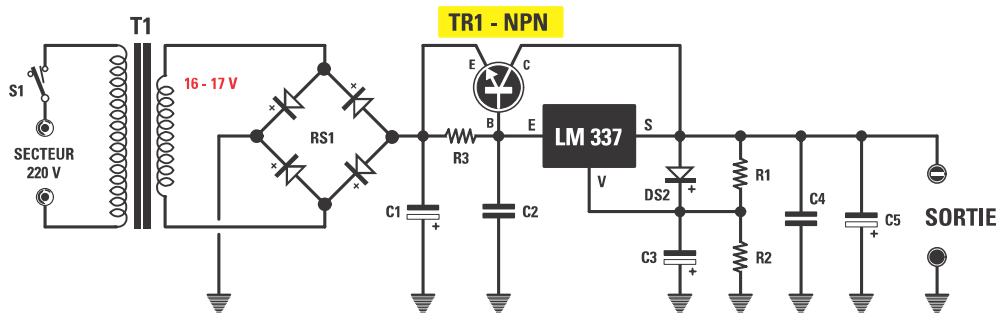 T1
TR1 - NPN
E
C
B
S1
16 - 17 V
SECTEUR
220 V
RS1
R3
E
LM 337
S
V
DS2
+
R1
C1
+
C2
C3
+
R2
C4
C5
+
SORTIE